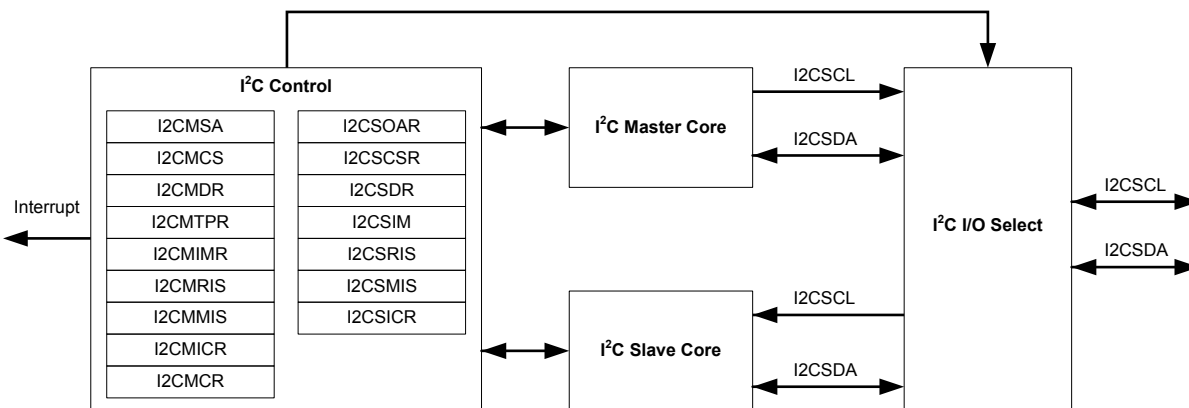 I²C Control
I2CMSA
I2CMCS
I2CMDR
I2CMTPR
I2CMIMR
I2CMRIS
I2CMMIS
I2CMICR
I2CMCR
I2CSOAR
I2CSCSR
I2CSDR
I2CSIM
I2CSRIS
I2CSMIS
I2CSICR
Interrupt
I²C Master Core
I2CSCL
I2CSDA
I²C Slave Core
I2CSCL
I2CSDA
I²C I/O Select
I2CSCL
I2CSDA